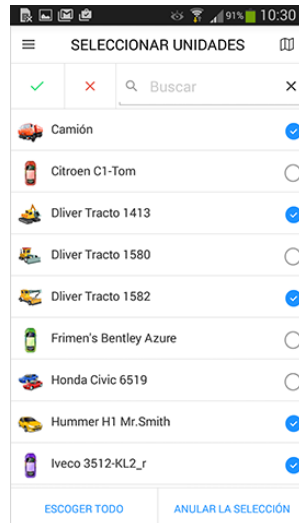 91% 10:30
SELECCIONAR UNIDADES
Buscar
Camión
Citroen C1-Tom
Dliver Tracto 1413
Dliver Tracto 1580
Dliver Tracto 1582
Frimen's Bentley Azure
Honda Civic 6519
Hummer H1 Mr.Smith
Iveco 3512-KL2_r
ESCOGER TODO ANULAR LA SELECCIÓN